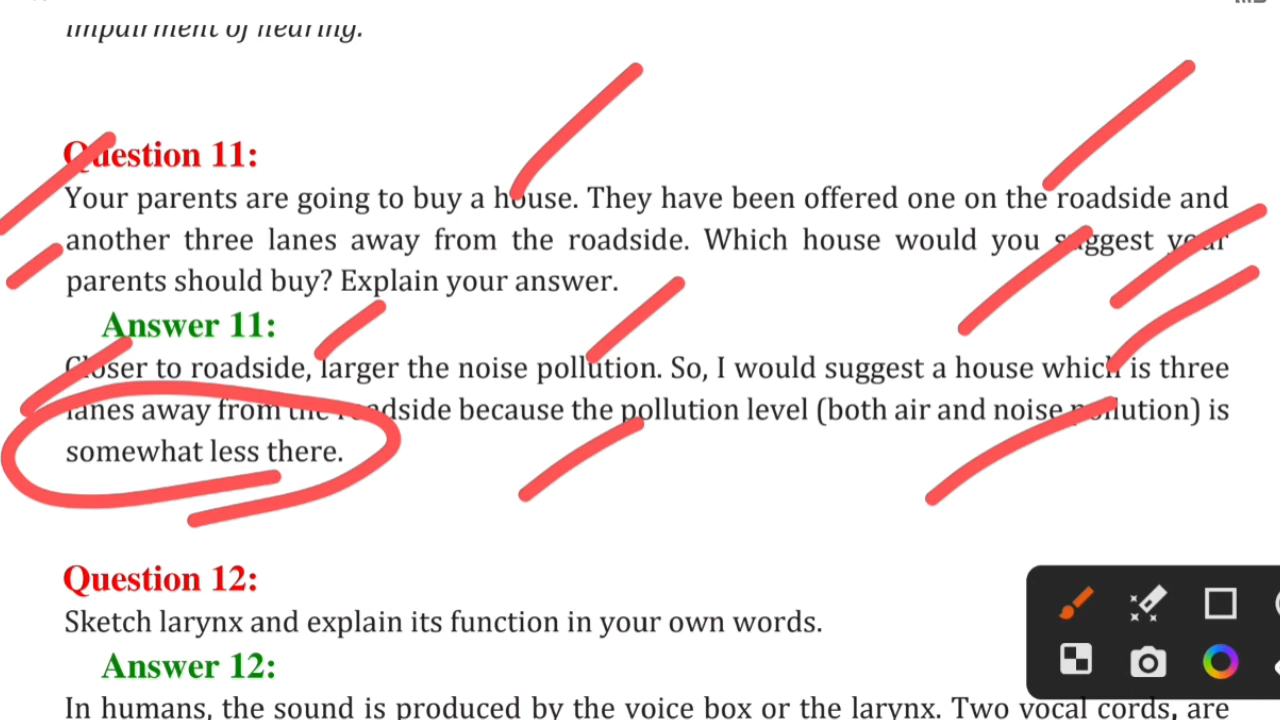 impairment of hearing.
Question 11:
Your parents are going to buy a house. They have been offered one on the roadside and
another three lanes away from the roadside. Which house would you suggest your
parents should buy? Explain your answer.
Answer 11:
Closer to roadside, larger the noise pollution. So, I would suggest a house which is three
lanes away from the roadside because the pollution level (both air and noise pollution) is
somewhat less there.
Question 12:
Sketch larynx and explain its function in your own words.
Answer 12:
In humans, the sound is produced by the voice box or the larynx. Two vocal cords, are